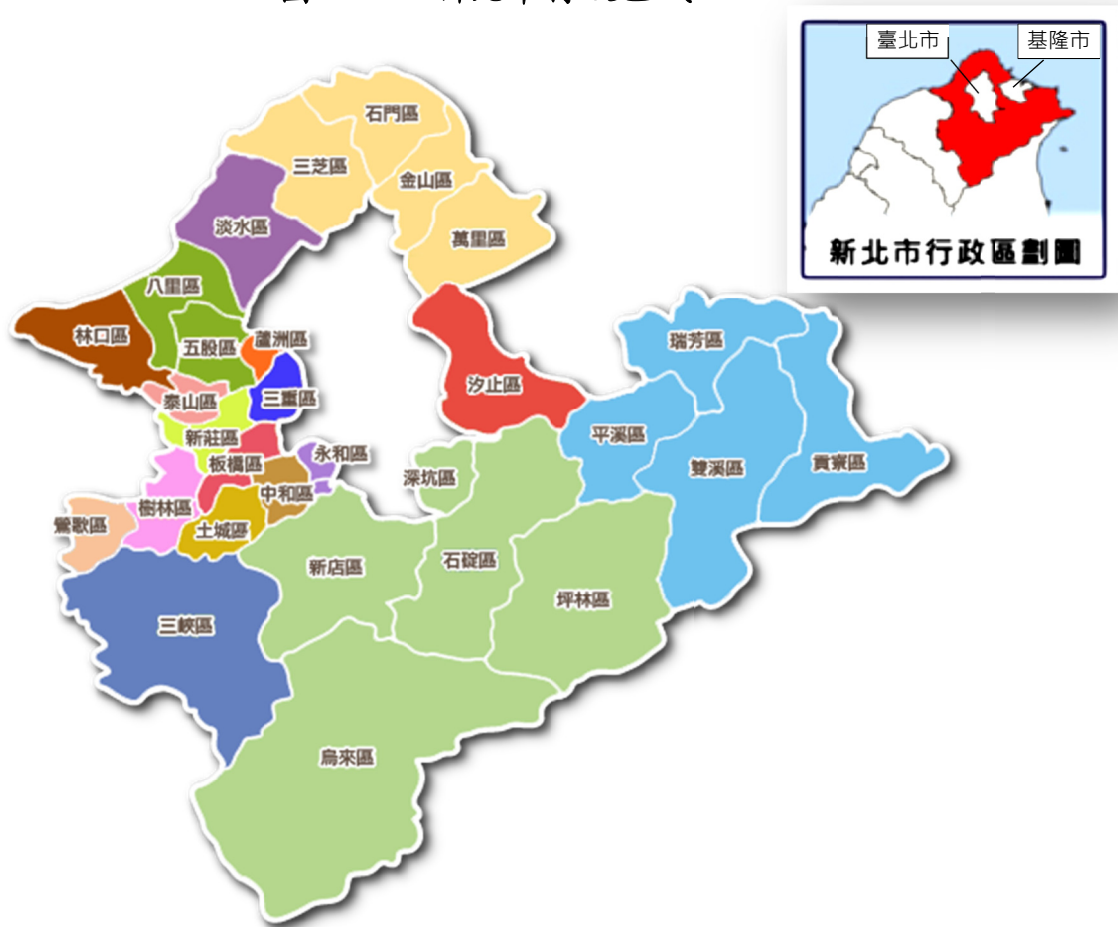 臺北市
基隆市
新北市行政區劃圖
石門區
三芝區
金山區
淡水區
萬里區
八里區
林口區
五股區
蘆洲區
瑞芳區
汐止區
泰山區
三重區
新莊區
平溪區
板橋區
永和區
雙溪區
貢寮區
深坑區
中和區
樹林區
鶯歌區
土城區
新店區
石碇區
坪林區
三峽區
烏來區